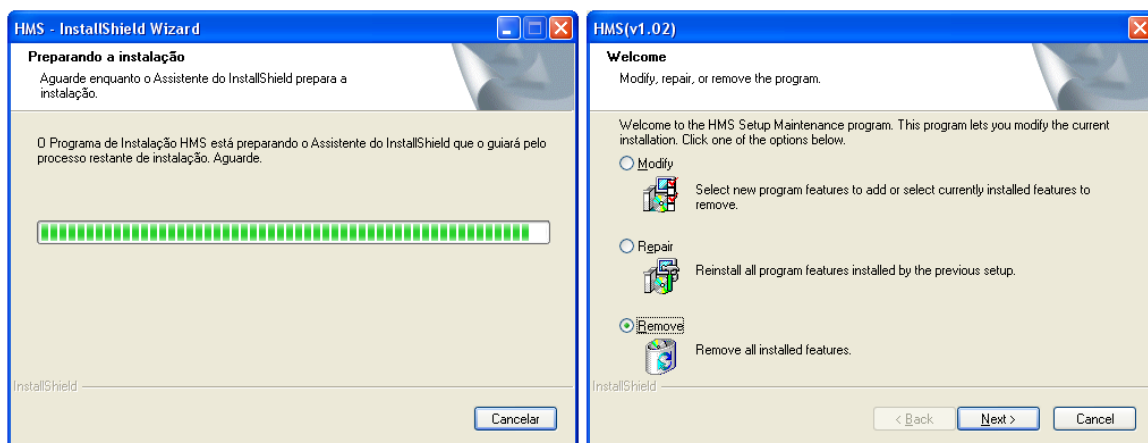 HMS - InstallShield Wizard
Preparando a instalação
Aguarde enquanto o Assistente do InstallShield prepara a
instalação.
O Programa de Instalação HMS está preparando o Assistente do InstallShield que o guiará pelo
processo restante de instalação. Aguarde.
InstallShield
Cancelar
HMS(v1.02)
Welcome
Modify, repair, or remove the program.
Welcome to the HMS Setup Maintenance program. This program lets you modify the current
installation. Click one of the options below.
Modify
Select new program features to add or select currently installed features to
remove.
Repair
Reinstall all program features installed by the previous setup.
Remove
Remove all installed features.
InstallShield
< Back
Next >
Cancel